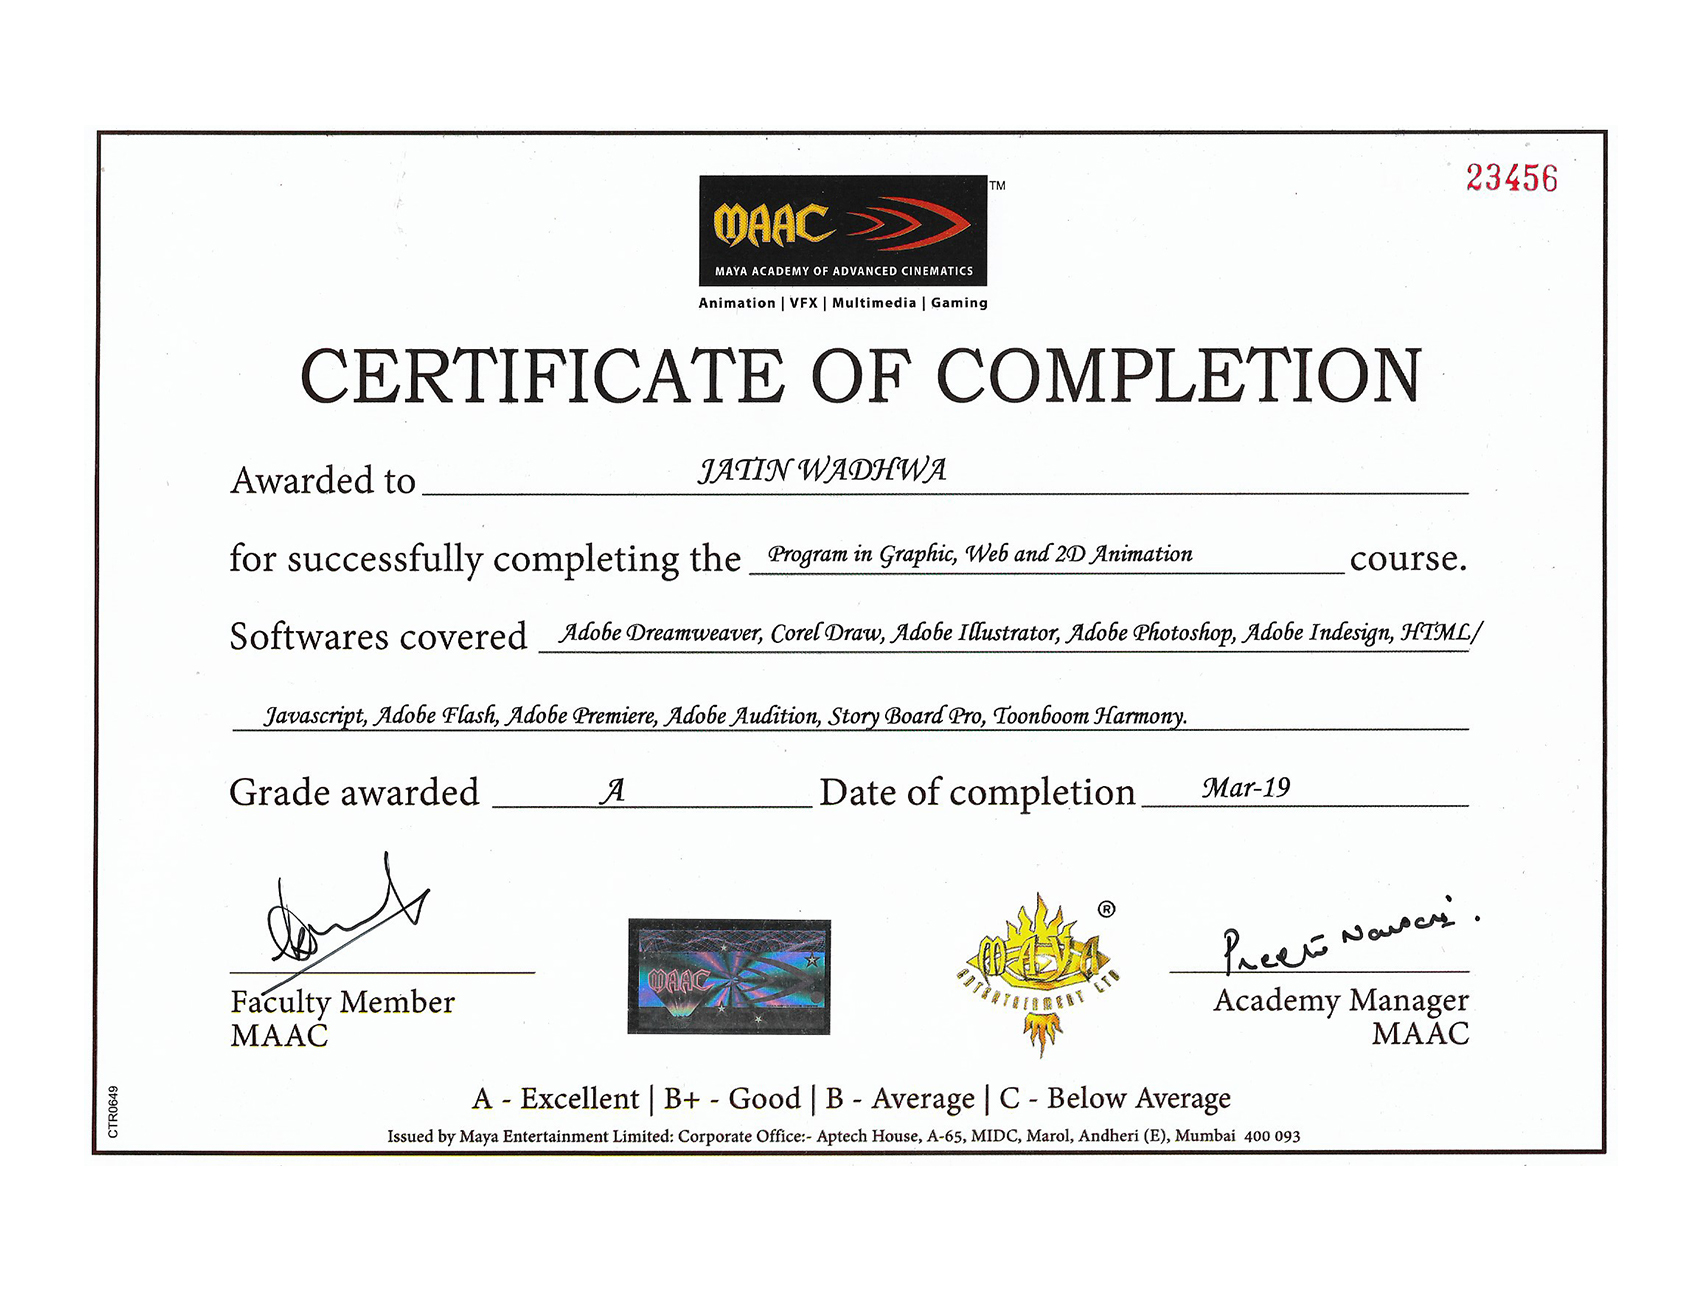 23456
MAAC TM
MAYA ACADEMY OF ADVANCED CINEMATICS
Animation | VFX | Multimedia | Gaming
CERTIFICATE OF COMPLETION
Awarded to JATIN WADHWA
for successfully completing the Program in Graphic, Web and 2D Animation course.
Softwares covered Adobe Dreamweaver, Corel Draw, Adobe Illustrator, Adobe Photoshop, Adobe Indesign, HTML/
Javascript, Adobe Flash, Adobe Premiere, Adobe Audition, Story Board Pro, Toonboom Harmony.
Grade awarded A Date of completion Mar-19
MAAC
MAYA ®
ENTERTAINMENT LTD
Preeti
Faculty Member
MAAC
Academy Manager
MAAC
A - Excellent | B+ - Good | B - Average | C - Below Average
Issued by Maya Entertainment Limited: Corporate Office:- Aptech House, A-65, MIDC, Marol, Andheri (E), Mumbai 400 093
CTR0649